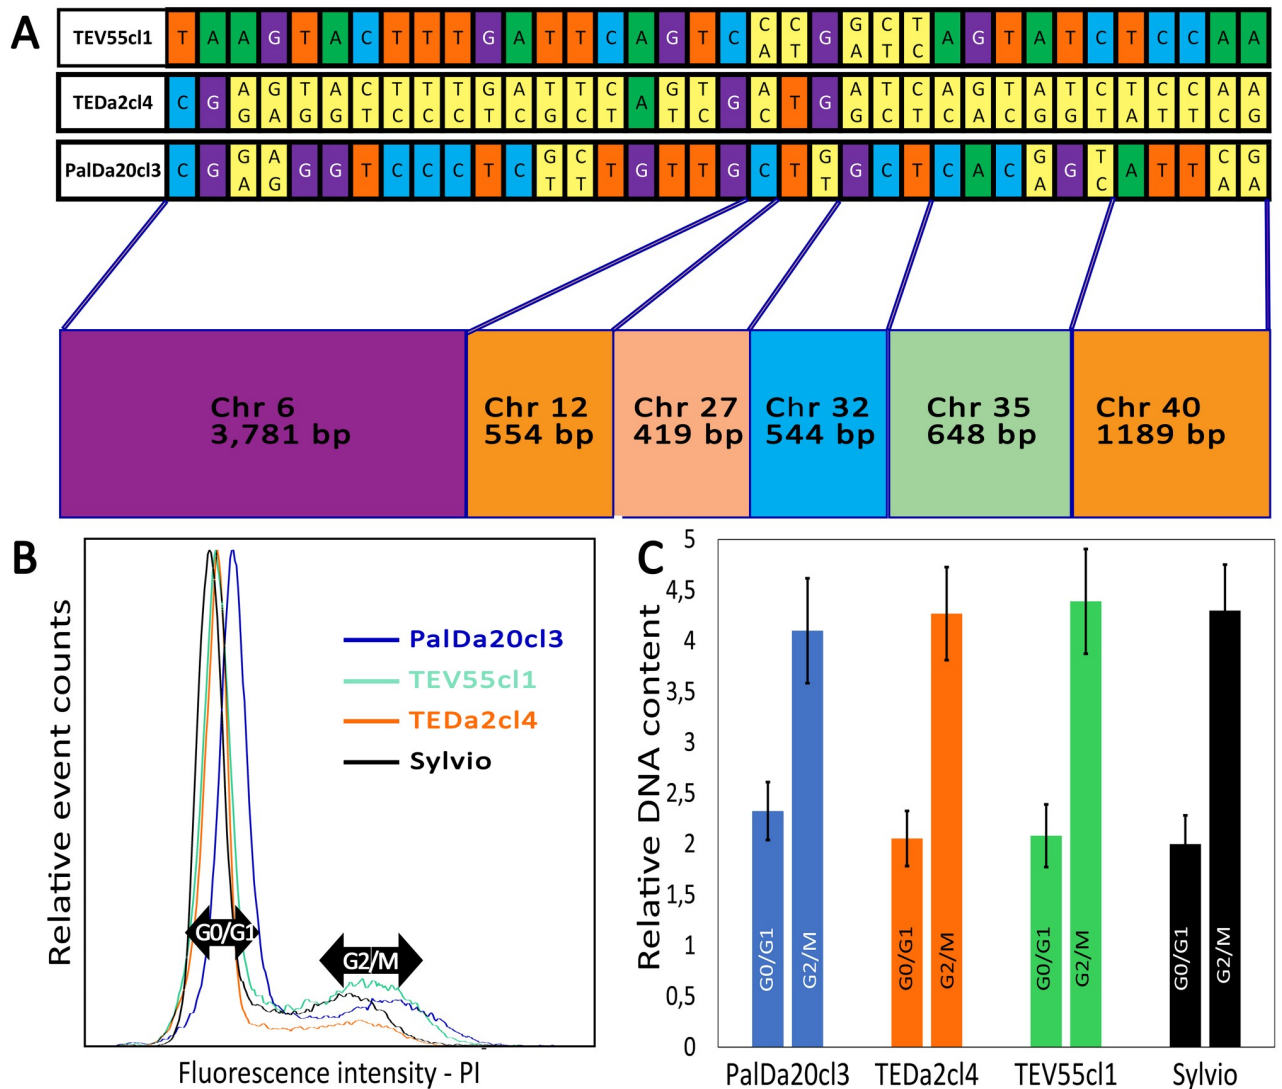 A
TEV55cl1 T A A G T A C T T T G A T T C A G T C C C G G C T A G T A T C T C C A A
A T A T C
TEDa2cl4 C G A G T A C T T T G A T T C A G T G A T G A T C A G T A T C T C C A A
G A G G T C C C T C G C T T C C G C T C A C G G T A T T C G
PalDa20cl3 C G G A G G T C C C T C G C T G T T G C T G G C T C A C G G T A T T C G
A G T T T A C A A
Chr 6
3,781 bp
Chr 12
554 bp
Chr 27
419 bp
Chr 32
544 bp
Chr 35
648 bp
Chr 40
1189 bp
B
Relative event counts
PalDa20cl3
TEV55cl1
TEDa2cl4
Sylvio
G0/G1
G2/M
Fluorescence intensity - PI
C
Relative DNA content
5
4,5
4
3,5
3
2,5
2
1,5
1
0,5
0
G0/G1
G2/M
G0/G1
G2/M
G0/G1
G2/M
G0/G1
G2/M
PalDa20cl3
TEDa2cl4
TEV55cl1
Sylvio